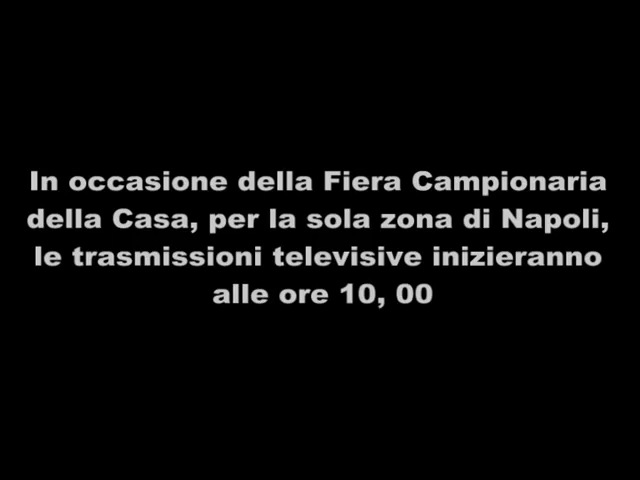 In occasione della Fiera Campionaria
della Casa, per la sola zona di Napoli,
le trasmissioni televisive inizieranno
alle ore 10, 00